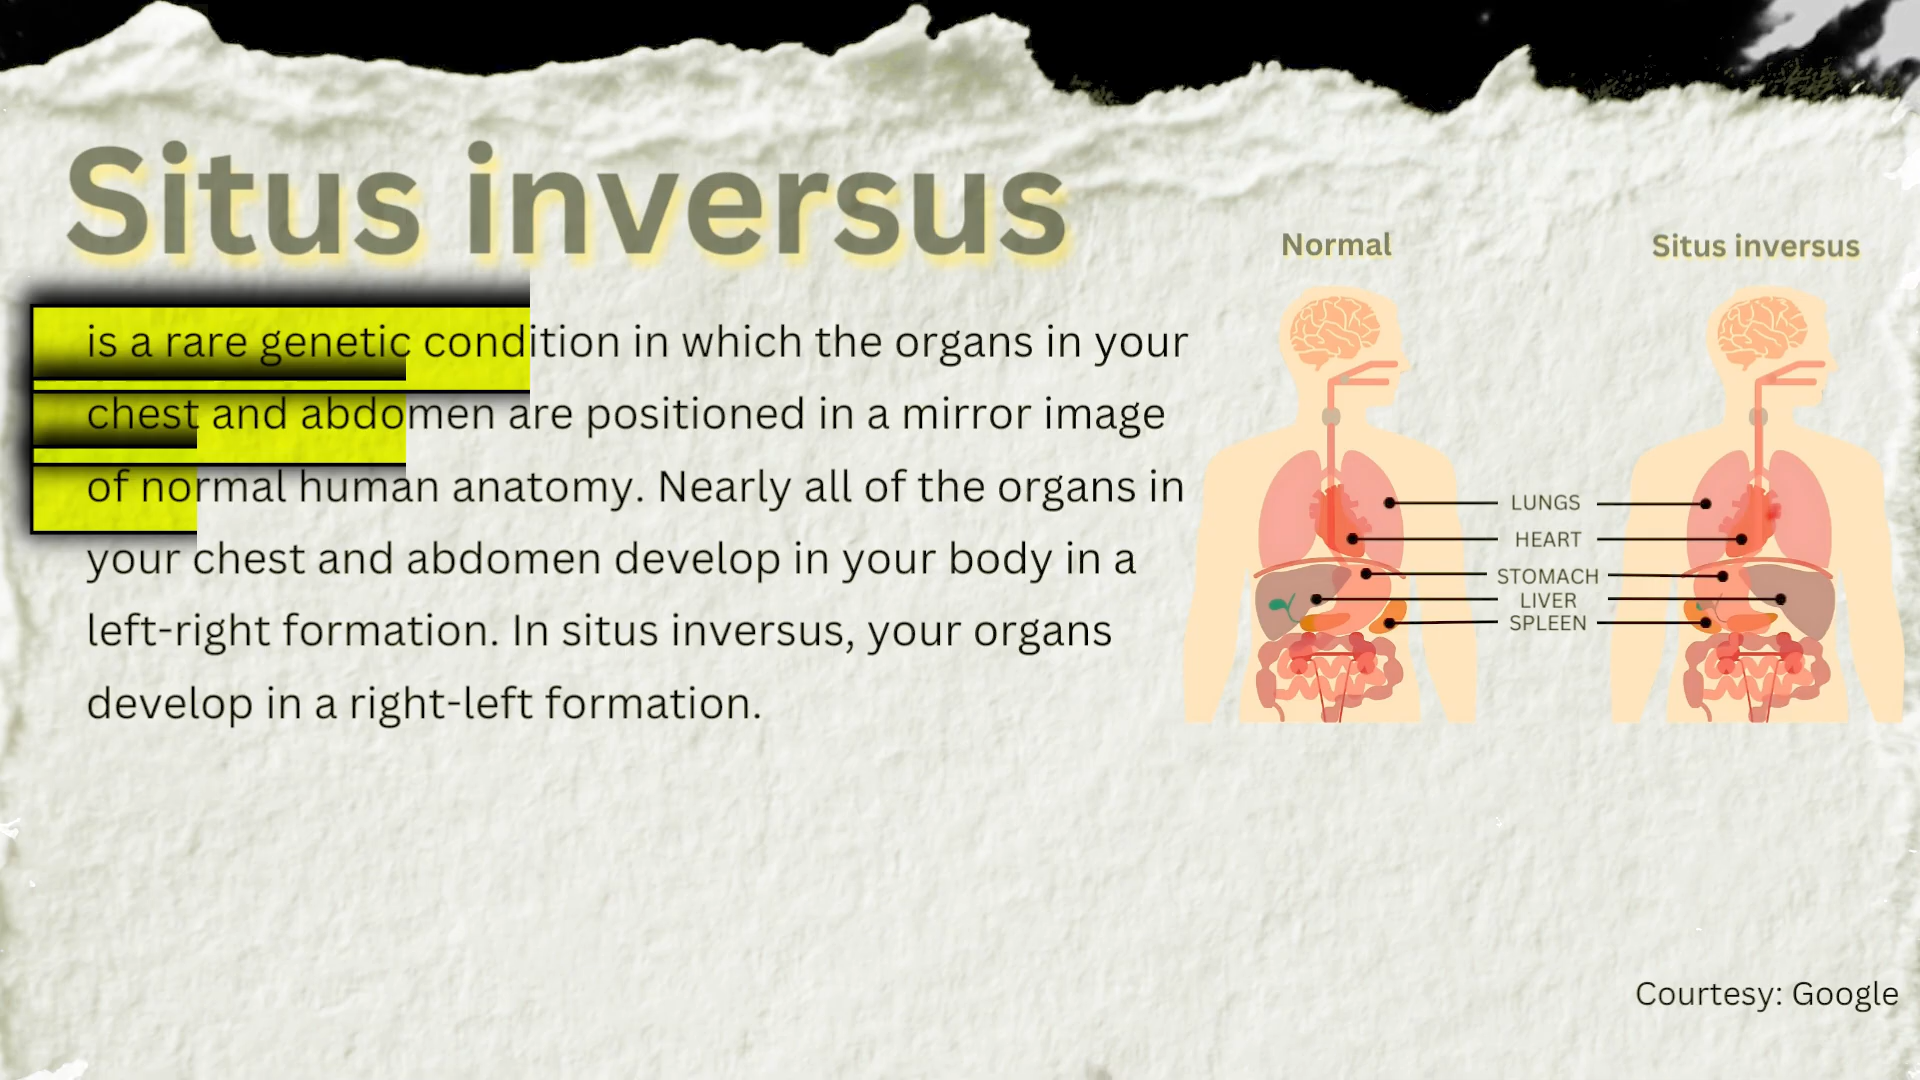 Situs inversus
is a rare genetic condition in which the organs in your
chest and abdomen are positioned in a mirror image
of normal human anatomy. Nearly all of the organs in
your chest and abdomen develop in your body in a
left-right formation. In situs inversus, your organs
develop in a right-left formation.
Normal
Situs inversus
LUNGS
HEART
STOMACH
LIVER
SPLEEN
Courtesy: Google